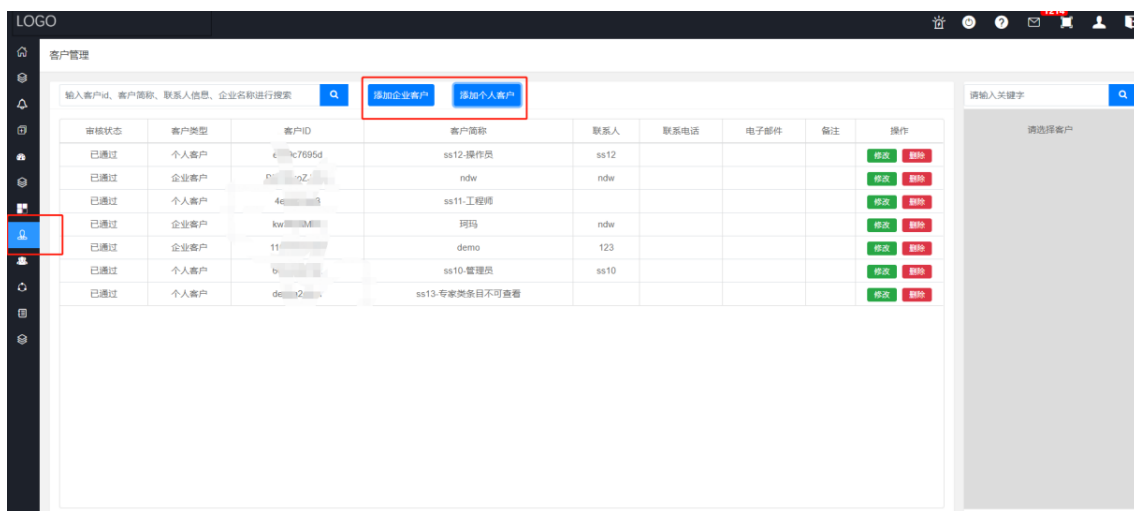 LOGO
1214
客户管理
输入客户id、客户简称、联系人信息、企业名称进行搜索 添加企业客户 添加个人客户 请输入关键字
审核状态 客户类型 客户ID 客户简称 联系人 联系电话 电子邮件 备注 操作 请选择客户
已通过 个人客户 c7695d ss12-操作员 ss12 修改 删除
已通过 企业客户 ndw ndw 修改 删除
已通过 个人客户 4e ss11-工程师 修改 删除
已通过 企业客户 kw 珂玛 ndw 修改 删除
已通过 企业客户 11 demo 123 修改 删除
已通过 个人客户 ss10-管理员 ss10 修改 删除
已通过 个人客户 de ss13-专家类条目不可查看 修改 删除